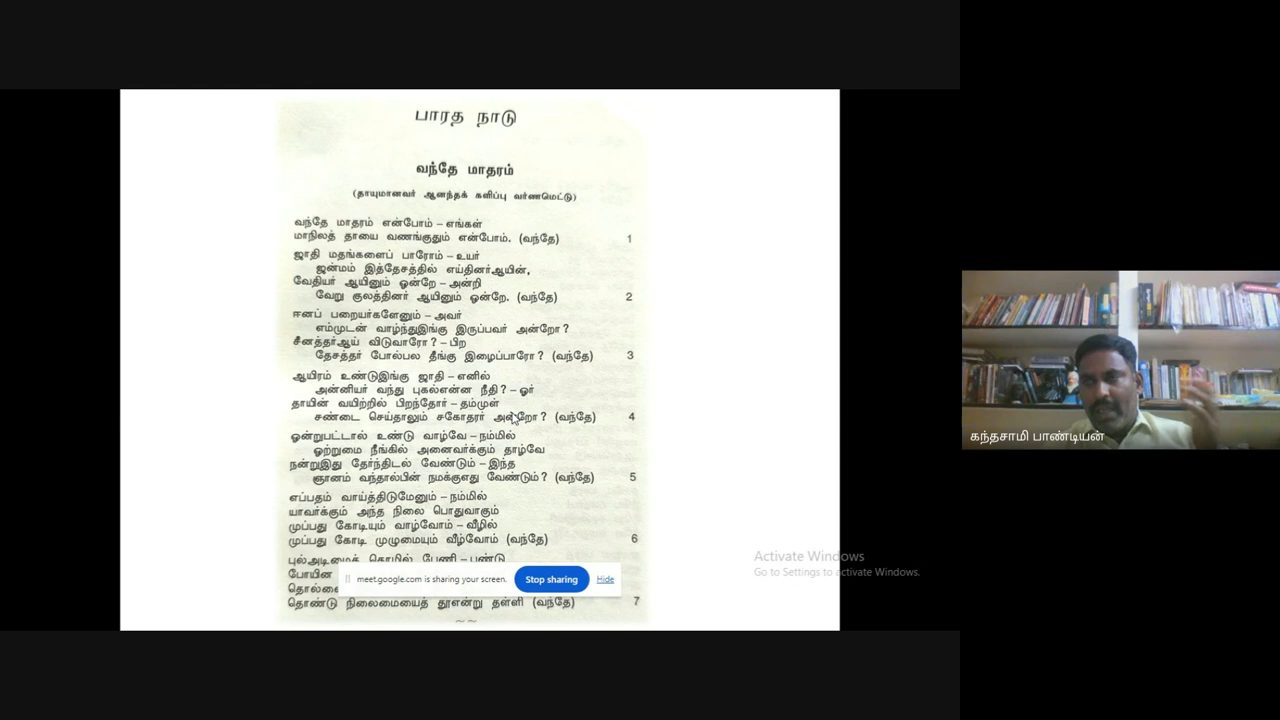 பாரத நாடு
வந்தே மாதரம்
(தாயுமானவர் ஆனந்தக் களிப்பு வர்ணமெட்டு)
வந்தே மாதரம் என்போம் – எங்கள்
மாநிலத் தாயை வணங்குதும் என்போம். (வந்தே) 1
ஜாதி மதங்களைப் பாரோம் – உயர்
ஜன்மம் இத்தேசத்தில் எய்தினர்ஆயின்,
வேதியர் ஆயினும் ஒன்றே – அன்றி
வேறு குலத்தினர் ஆயினும் ஒன்றே. (வந்தே) 2
ஈனப் பறையர்களேனும் – அவர்
எம்முடன் வாழ்ந்துஇங்கு இருப்பவர் அன்றோ?
சீனத்தர்ஆய் விடுவாரோ? – பிற
தேசத்தர் போல்பல தீங்கு இழைப்பாரோ? (வந்தே) 3
ஆயிரம் உண்டுஇங்கு ஜாதி – எனில்
அன்னியர் வந்து புகல்என்ன நீதி? – ஓர்
தாயின் வயிற்றில் பிறந்தோர் – தம்முள்
சண்டை செய்தாலும் சகோதரர் அன்றோ? (வந்தே) 4
ஒன்றுபட்டால் உண்டு வாழ்வே – நம்மில்
ஒற்றுமை நீங்கில் அனைவர்க்கும் தாழ்வே
நன்றுஇது தேர்ந்திடல் வேண்டும் – இந்த
ஞானம் வந்தால்பின் நமக்குஎது வேண்டும்? (வந்தே) 5
எப்பதம் வாய்த்திடுமேனும் – நம்மில்
யாவர்க்கும் அந்த நிலை பொதுவாகும்
முப்பது கோடியும் வாழ்வோம் – வீழில்
முப்பது கோடி முழுமையும் வீழ்வோம் (வந்தே) 6
புல்அடிமைத் தொழில் பேணி – பண்டு
போயின
தொண்டு நிலைமையைத் தூஎன்று தள்ளி (வந்தே) 7
meet.google.com is sharing your screen. Stop sharing Hide
Activate Windows
Go to Settings to activate Windows.
கந்தசாமி பாண்டியன்